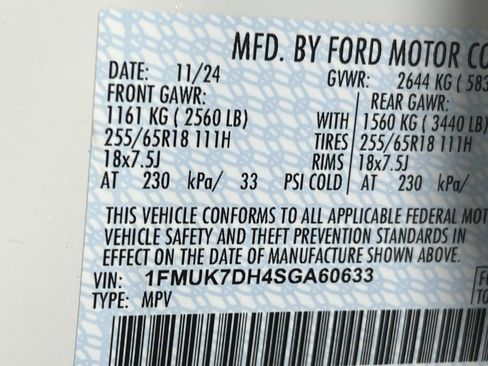 MFD. BY FORD MOTOR CO
DATE: 11/24 GVWR: 2644 KG ( 583
FRONT GAWR: REAR GAWR:
1161 KG ( 2560 LB) WITH 1560 KG ( 3440 LB)
255/65R18 111H TIRES 255/65R18 111H
18x7.5J RIMS 18x7.5J
AT 230 kPa/ 33 PSI COLD AT 230 kPa/
THIS VEHICLE CONFORMS TO ALL APPLICABLE FEDERAL MOT
VEHICLE SAFETY AND THEFT PREVENTION STANDARDS IN
EFFECT ON THE DATE OF MANUFACTURE SHOWN ABOVE.
VIN: 1FMUK7DH4SGA60633
TYPE: MPV